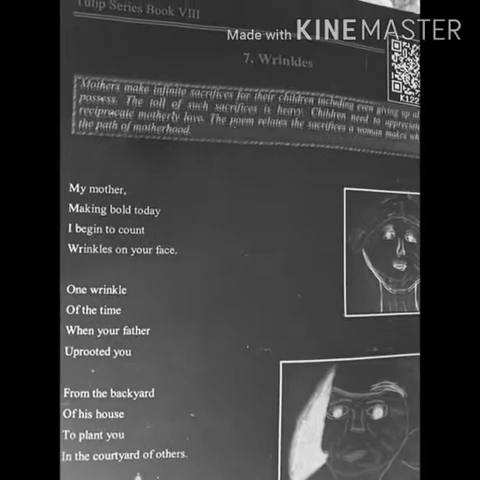 Tulip Series Book VIII
Made with KINEMASTER
7. Wrinkles
K122
Mothers make infinite sacrifices for their children including even giving up al
possess. The toll of such sacrifices is heavy. Children need to appreciat
reciprocate motherly love. The poem relates the sacrifices a woman makes wh
the path of motherhood.
My mother,
Making bold today
I begin to count
Wrinkles on your face.
One wrinkle
Of the time
When your father
Uprooted you
From the backyard
Of his house
To plant you
In the courtyard of others.